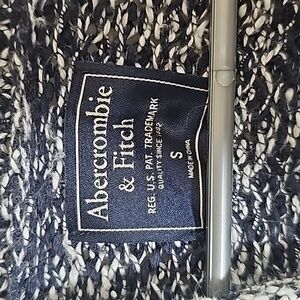 Abercrombie
& Fitch
REG. U.S. PAT. TRADEMARK
QUALITY SINCE 1892
S
MADE IN CHINA